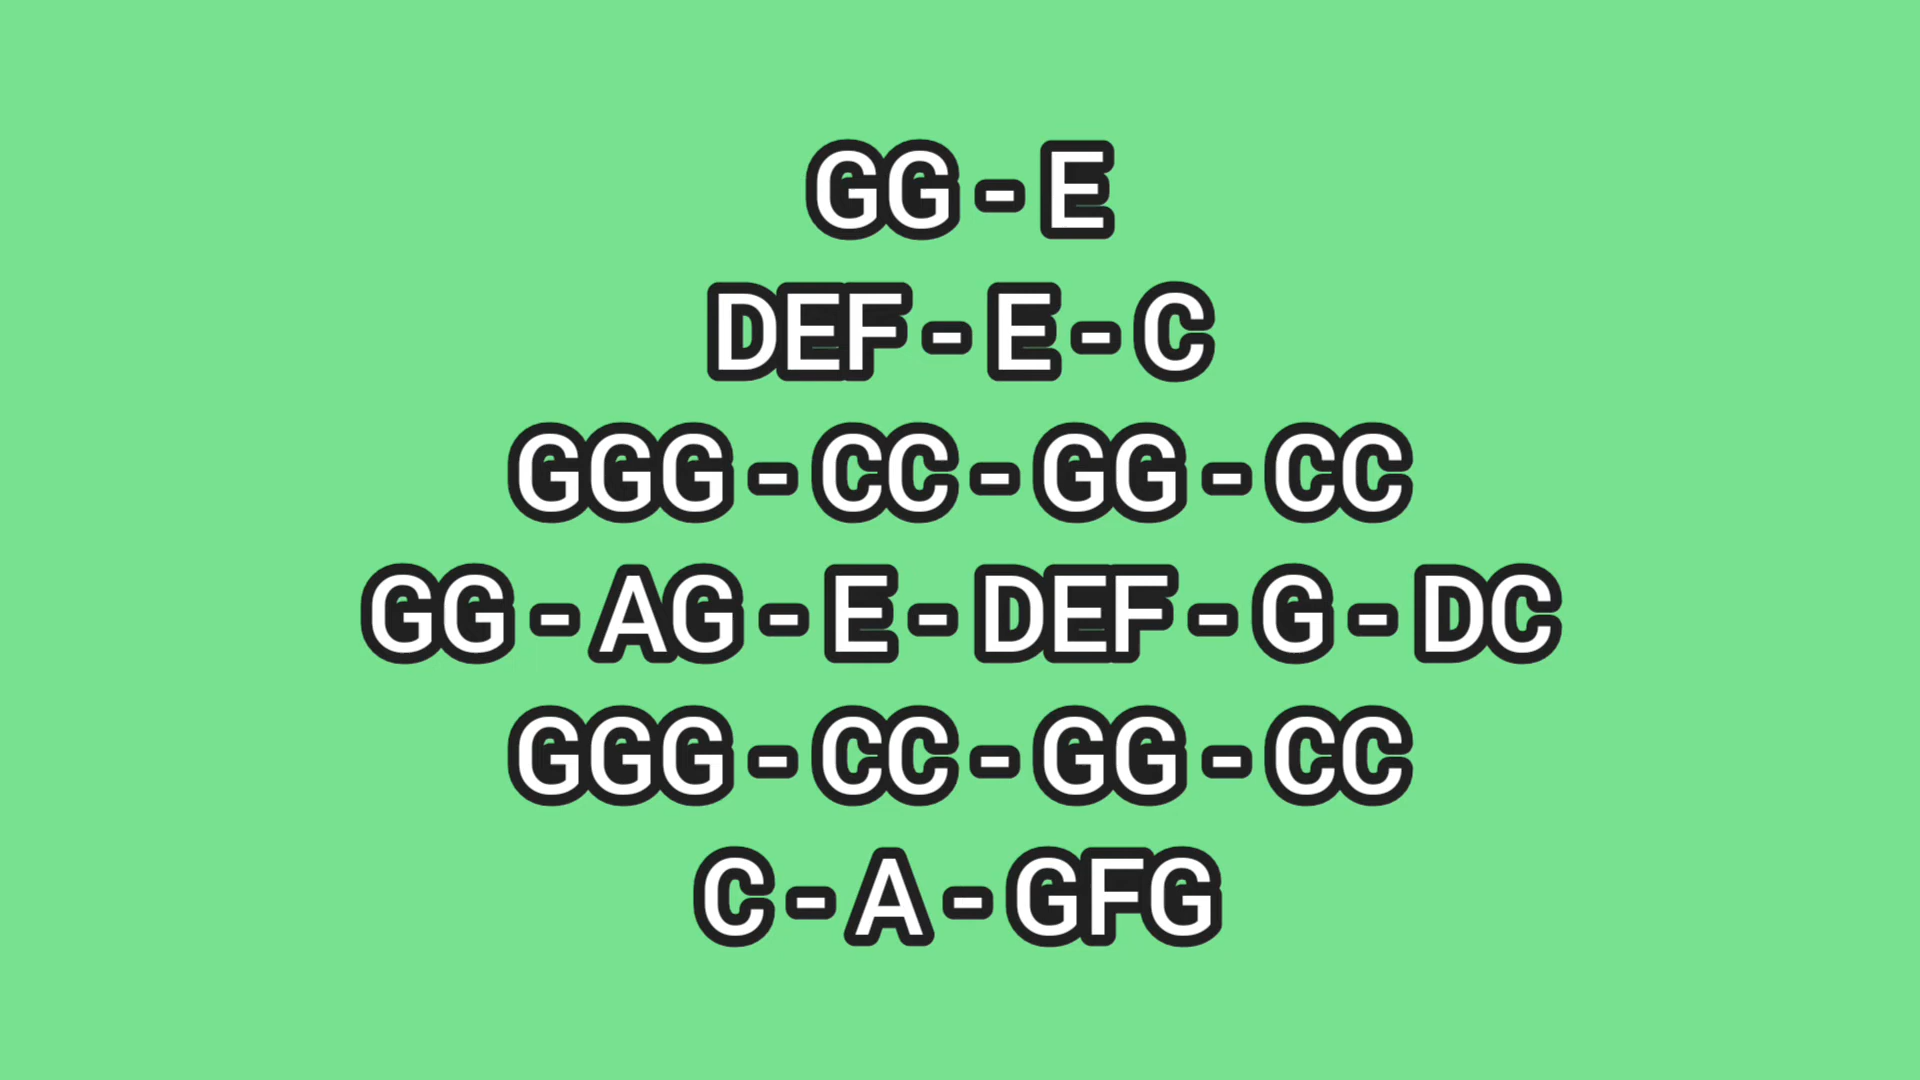 GG - E
DEF - E - C
GGG - CC - GG - CC
GG - AG - E - DEF - G - DC
GGG - CC - GG - CC
C - A - GFG